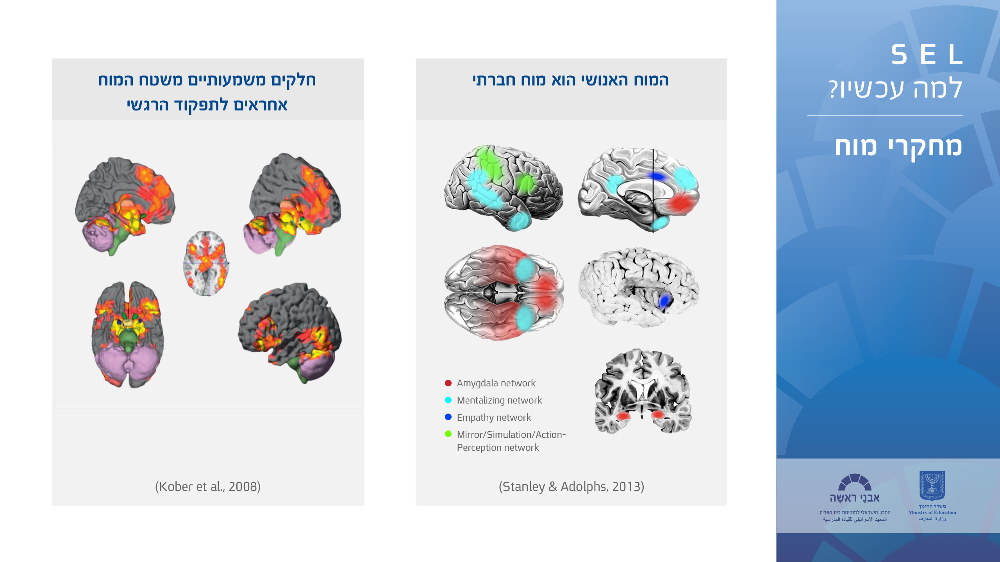 SEL
למה עכשיו?
מחקרי מוח
המוח האנושי הוא מוח חברתי
Amygdala network
Mentalizing network
Empathy network
Mirror/Simulation/Action-
Perception network
(Stanley & Adolphs, 2013)
חלקים משמעותיים משטח המוח
אחראים לתפקוד הרגשי
(Kober et al., 2008)
משרד החינוך
Ministry of Education
وزارة المعارف
אבני ראשה
המכון הישראלי למנהיגות בית ספרית
المعهد الاسرائيلي للقيادة المدرسية